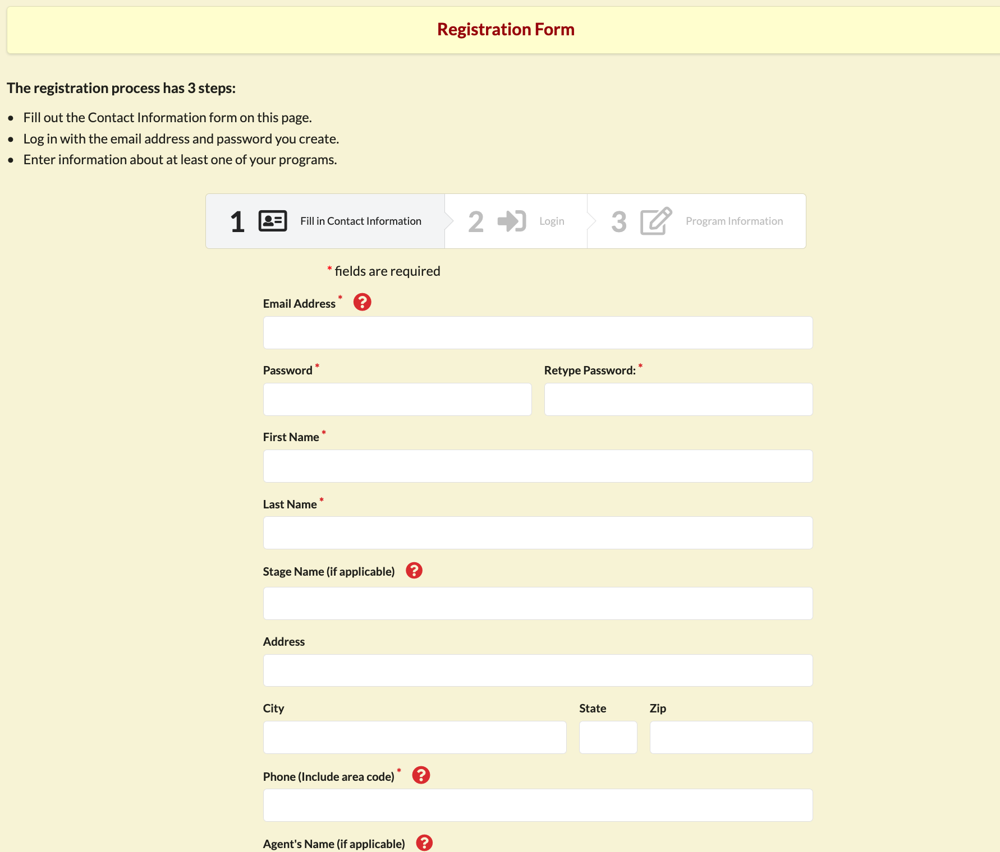 Registration Form
The registration process has 3 steps:
• Fill out the Contact Information form on this page.
• Log in with the email address and password you create.
• Enter information about at least one of your programs.
1 Fill in Contact Information 2 Login 3 Program Information
* fields are required
Email Address * ?
Password * Retype Password: *
First Name *
Last Name *
Stage Name (if applicable) ?
Address
City State Zip
Phone (Include area code) * ?
Agent's Name (if applicable) ?